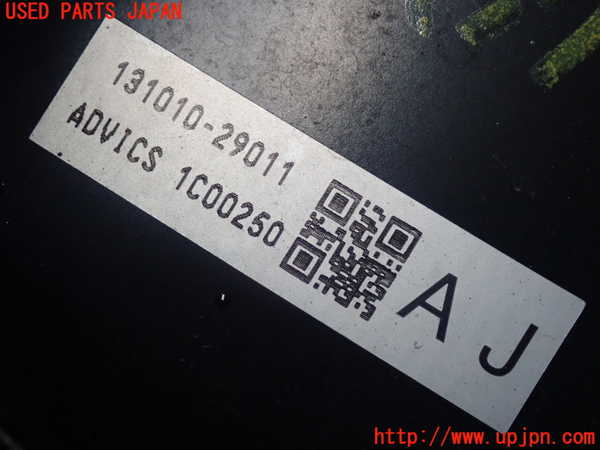 USED PARTS JAPAN
131010-29011
ADVICS 1C00250
AJ
http://www.upjpn.com/